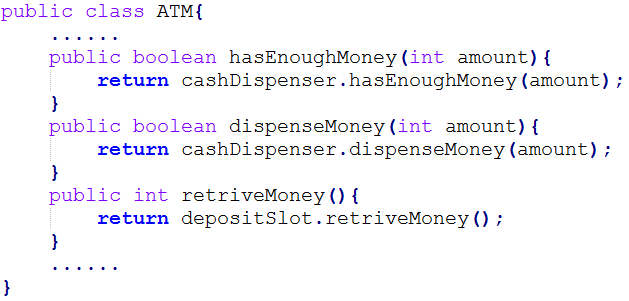 public class ATM{
    ......
    public boolean hasEnoughMoney(int amount){
        return cashDispenser.hasEnoughMoney(amount);
    }
    public boolean dispenseMoney(int amount){
        return cashDispenser.dispenseMoney(amount);
    }
    public int retriveMoney(){
        return depositSlot.retriveMoney();
    }
    ......
}